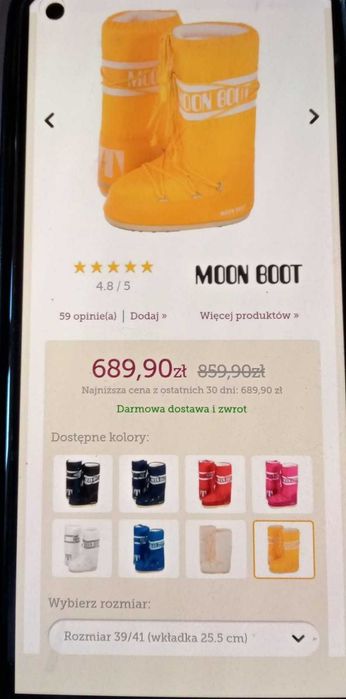 MOON BOOT
MOON BOOT
4.8 / 5
MOON BOOT
59 opinie(a) | Dodaj »
Więcej produktów »
689,90zł 859,90zł
Najniższa cena z ostatnich 30 dni: 689,90 zł
Darmowa dostawa i zwrot
Dostępne kolory:
Wybierz rozmiar:
Rozmiar 39/41 (wkładka 25.5 cm)